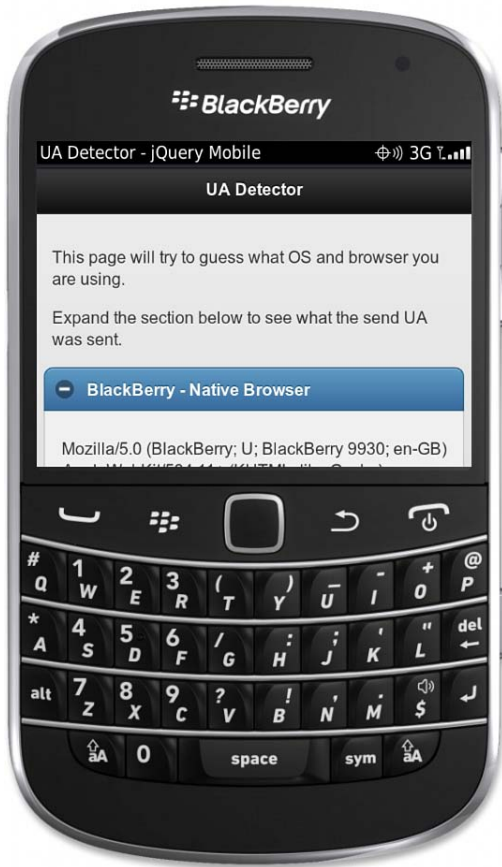 BlackBerry
UA Detector - jQuery Mobile 3G
UA Detector
This page will try to guess what OS and browser you
are using.
Expand the section below to see what the send UA
was sent.
BlackBerry - Native Browser
Mozilla/5.0 (BlackBerry; U; BlackBerry 9930; en-GB)
# 1 2 3 ( ) _ - + @
Q W E R T Y U I O P
* 4 5 6 / : ; ' " del
A S D F G H J K L
alt 7 8 9 ? ! , . $
Z X C V B N M
aA 0 space sym aA